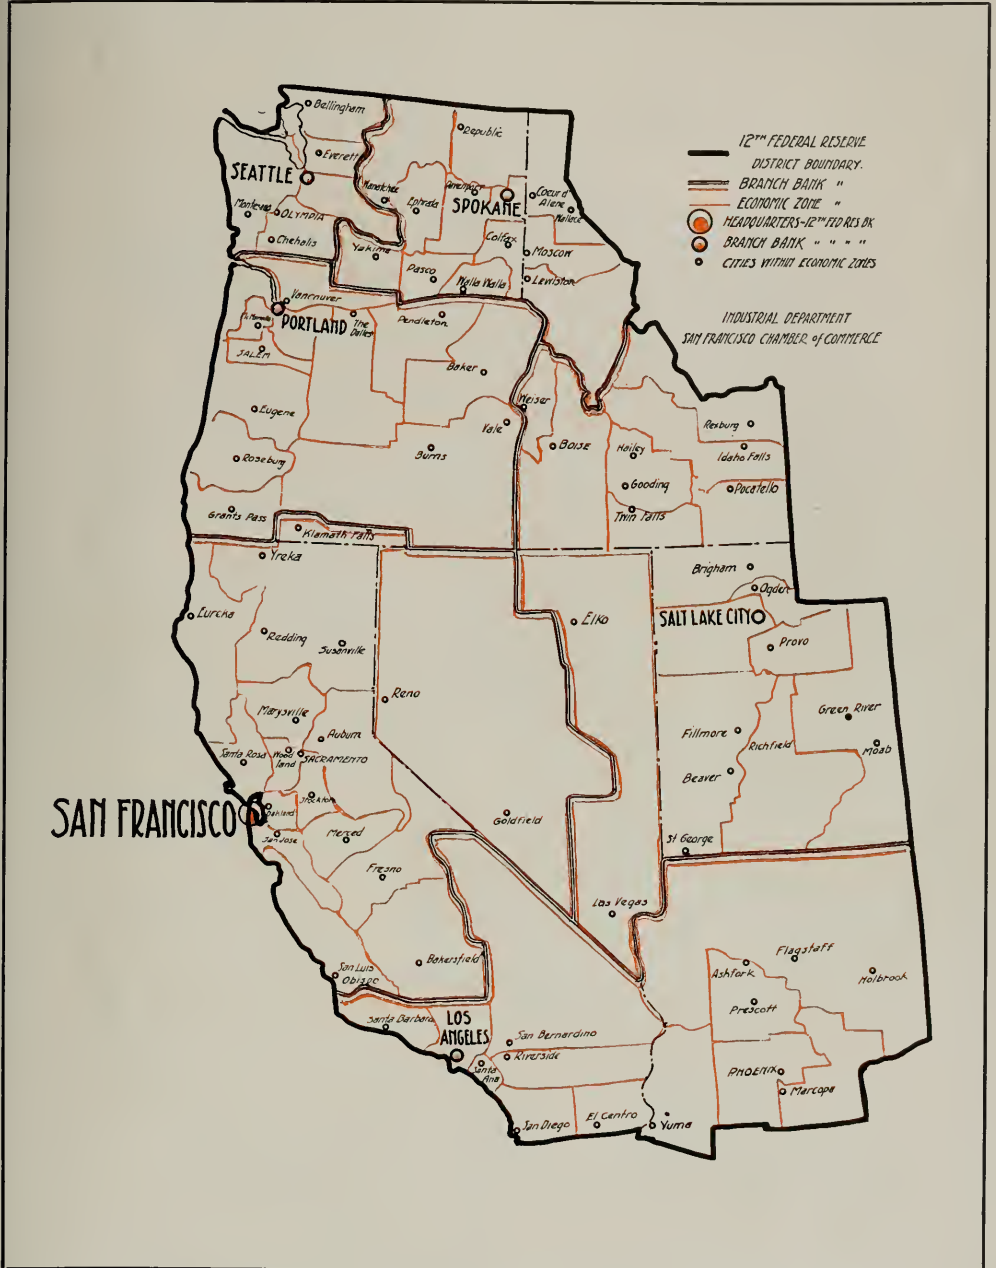 12TH FEDERAL RESERVE
DISTRICT BOUNDARY.
BRANCH BANK "
ECONOMIC ZONE "
HEADQUARTERS-12TH FED RES BK
BRANCH BANK " " " "
CITIES WITHIN ECONOMIC ZONES
INDUSTRIAL DEPARTMENT
SAN FRANCISCO CHAMBER of COMMERCE
Bellingham
Republic
Everett
SEATTLE
Wenatchee
Davenport
SPOKANE
Coeur d'
Alene
Wallace
Ephrata
OLYMPIA
Chehalis
Yakima
Colfax
Moscow
Pasco
Walla Walla
Lewiston
Vancouver
PORTLAND
The
Dalles
Pendleton
SALEM
Baker
Weiser
Eugene
Vale
Burns
BOISE
Hailey
Rexburg
Idaho Falls
Roseburg
Gooding
Pocatello
Grants Pass
Twin Falls
Klamath Falls
Yreka
Brigham
Ogden
Eureka
Elko
SALT LAKE CITY
Redding
Susanville
Provo
Reno
Marysville
Green River
Auburn
Fillmore
Richfield
Moab
Santa Rosa
Wood
land
SACRAMENTO
Beaver
Stockton
SAN FRANCISCO
Oakland
San Jose
Merced
Goldfield
St George
Fresno
Las Vegas
Bakersfield
San Luis
Obispo
Flagstaff
Ashfork
Holbrook
Prescott
Santa Barbara
LOS
ANGELES
San Bernardino
Riverside
Santa
Ana
PHOENIX
Marcopa
San Diego
El Centro
Yuma